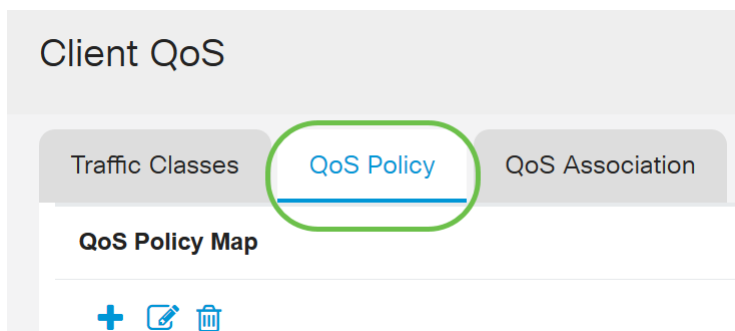 Client QoS
Traffic Classes QoS Policy QoS Association
QoS Policy Map